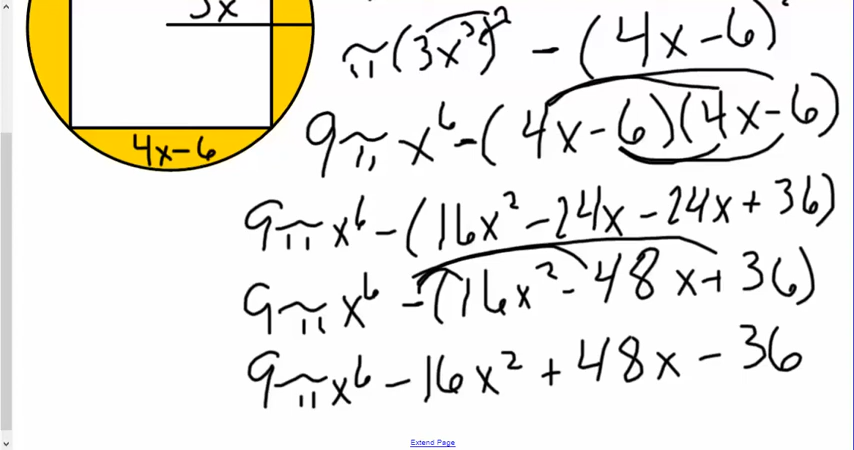 3x
π(3x³)² - (4x-6)²
9πx⁶ - (4x-6)(4x-6)
4x-6
9πx⁶ - (16x² - 24x - 24x + 36)
9πx⁶ - (16x² - 48x + 36)
9πx⁶ - 16x² + 48x - 36
Extend Page